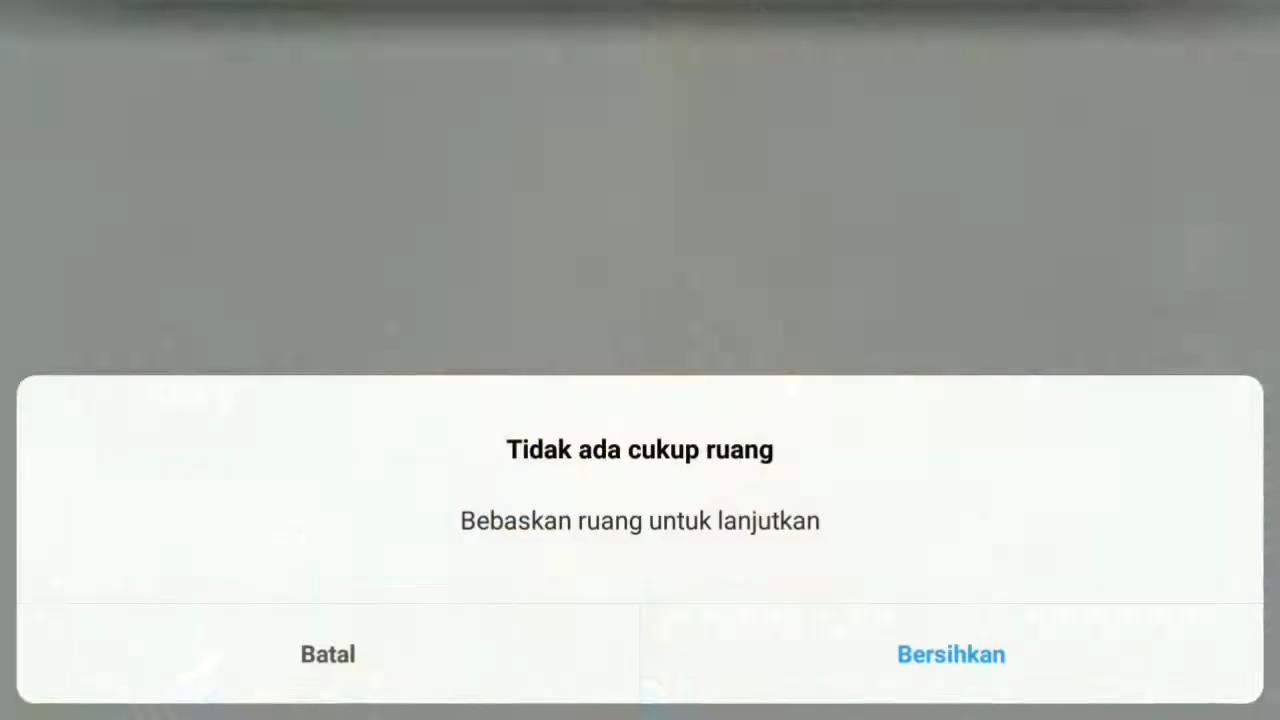 Tidak ada cukup ruang
Bebaskan ruang untuk lanjutkan
Batal
Bersihkan